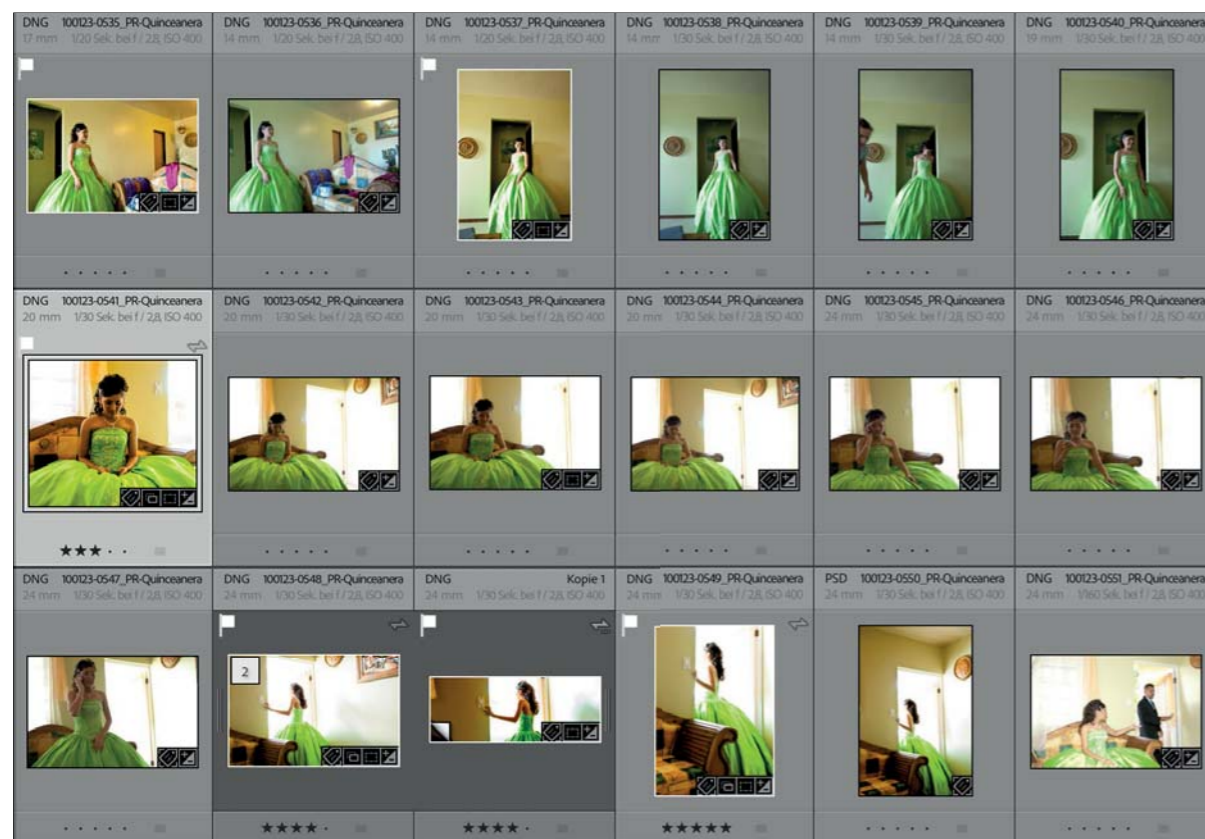 DNG 100123-0535_PR-Quinceanera
17 mm 1/20 Sek. bei f / 2,8, ISO 400
DNG 100123-0536_PR-Quinceanera
14 mm 1/20 Sek. bei f / 2,8, ISO 400
DNG 100123-0537_PR-Quinceanera
14 mm 1/20 Sek. bei f / 2,8, ISO 400
DNG 100123-0538_PR-Quinceanera
14 mm 1/30 Sek. bei f / 2,8, ISO 400
DNG 100123-0539_PR-Quinceanera
14 mm 1/30 Sek. bei f / 2,8, ISO 400
DNG 100123-0540_PR-Quinceanera
19 mm 1/30 Sek. bei f / 2,8, ISO 400
DNG 100123-0541_PR-Quinceanera
20 mm 1/30 Sek. bei f / 2,8, ISO 400
DNG 100123-0542_PR-Quinceanera
20 mm 1/30 Sek. bei f / 2,8, ISO 400
DNG 100123-0543_PR-Quinceanera
20 mm 1/30 Sek. bei f / 2,8, ISO 400
DNG 100123-0544_PR-Quinceanera
20 mm 1/30 Sek. bei f / 2,8, ISO 400
DNG 100123-0545_PR-Quinceanera
24 mm 1/30 Sek. bei f / 2,8, ISO 400
DNG 100123-0546_PR-Quinceanera
24 mm 1/30 Sek. bei f / 2,8, ISO 400
DNG 100123-0547_PR-Quinceanera
24 mm 1/30 Sek. bei f / 2,8, ISO 400
DNG 100123-0548_PR-Quinceanera
24 mm 1/30 Sek. bei f / 2,8, ISO 400
2
DNG Kopie 1
24 mm 1/30 Sek. bei f / 2,8, ISO 400
DNG 100123-0549_PR-Quinceanera
24 mm 1/30 Sek. bei f / 2,8, ISO 400
PSD 100123-0550_PR-Quinceanera
24 mm 1/30 Sek. bei f / 2,8, ISO 400
DNG 100123-0551_PR-Quinceanera
24 mm 1/160 Sek. bei f / 2,8, ISO 400